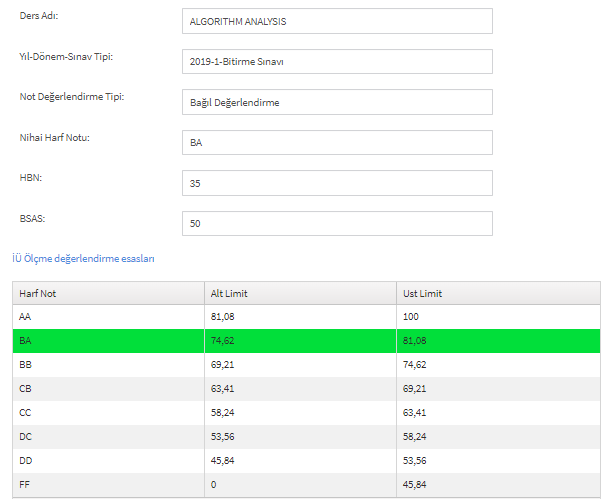 Ders Adı: ALGORITHM ANALYSIS
Yıl-Dönem-Sınav Tipi: 2019-1-Bitirme Sınavı
Not Değerlendirme Tipi: Bağıl Değerlendirme
Nihai Harf Notu: BA
HBN: 35
BSAS: 50
İÜ Ölçme değerlendirme esasları
Harf Not Alt Limit Ust Limit
AA 81,08 100
BA 74,62 81,08
BB 69,21 74,62
CB 63,41 69,21
CC 58,24 63,41
DC 53,56 58,24
DD 45,84 53,56
FF 0 45,84